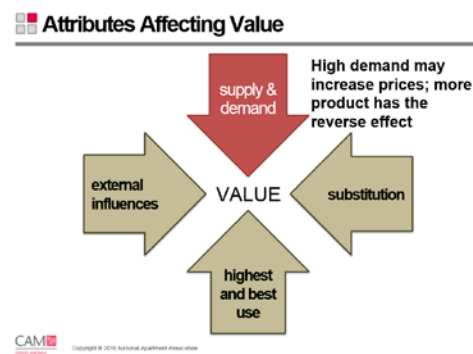 Attributes Affecting Value
High demand may
increase prices; more
product has the
reverse effect
supply &
demand
external
influences
VALUE
substitution
highest
and best
use
CAM
Copyright © 2016 National Apartment Association